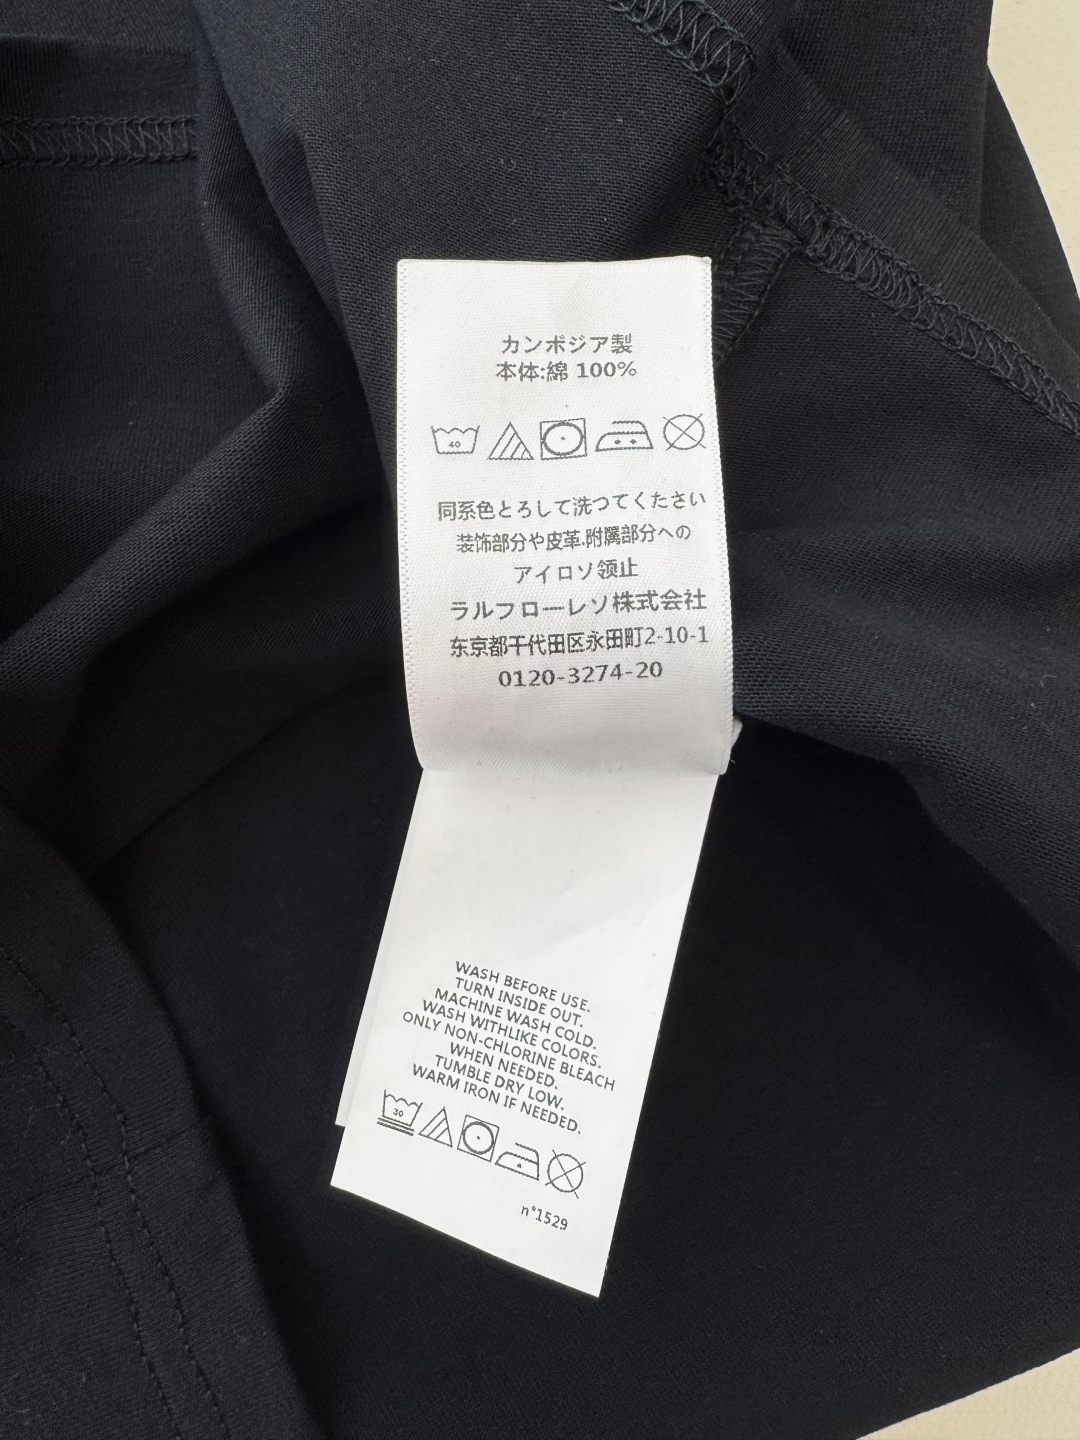 カンボジア製
本体:綿 100%
40
同系色とろして洗つてください
装饰部分や皮革.附属部分への
アイロソ领止
ラルフローレソ株式会社
东京都千代田区永田町2-10-1
0120-3274-20
WASH BEFORE USE.
TURN INSIDE OUT.
MACHINE WASH COLD.
WASH WITHLIKE COLORS.
ONLY NON-CHLORINE BLEACH
WHEN NEEDED.
TUMBLE DRY LOW.
WARM IRON IF NEEDED.
30
n°1529